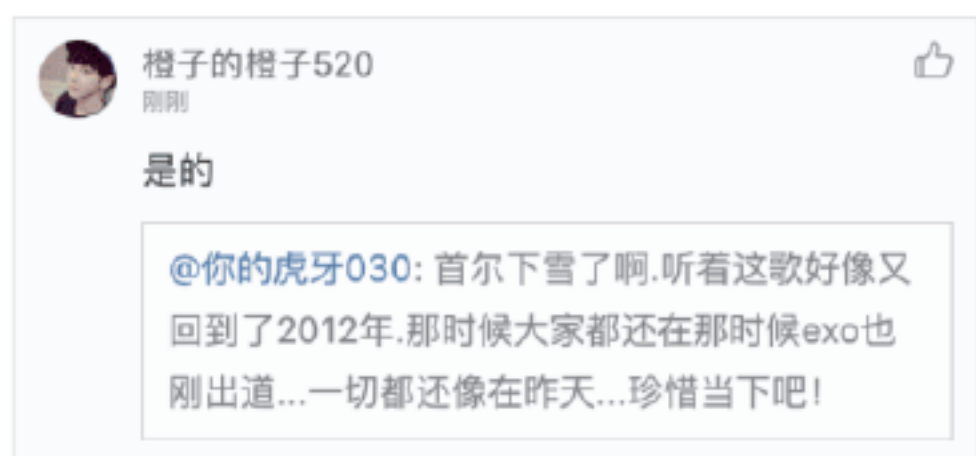 橙子的橙子520
刚刚
是的
@你的虎牙030: 首尔下雪了啊.听着这歌好像又
回到了2012年.那时候大家都还在那时候exo也
刚出道...一切都还像在昨天...珍惜当下吧!